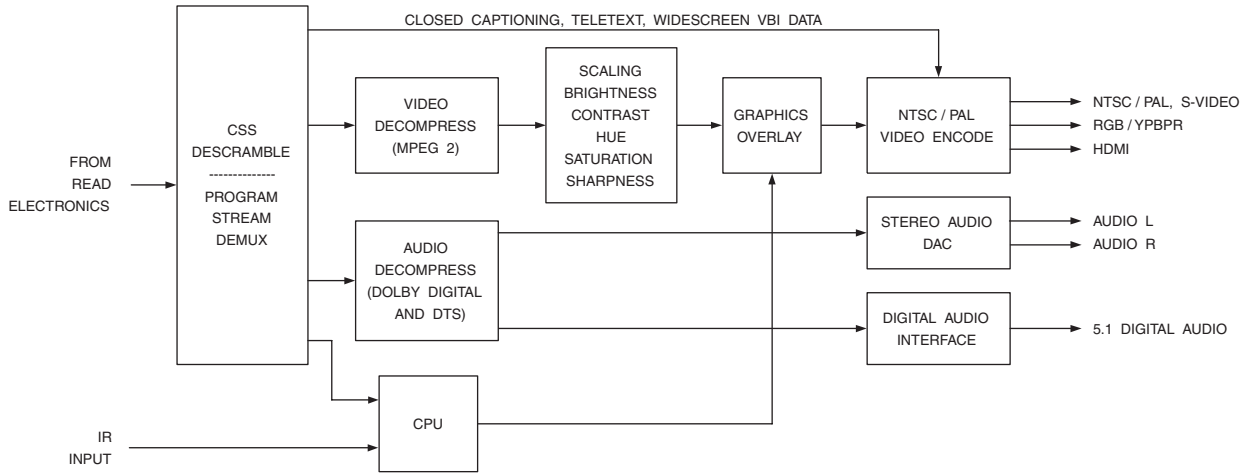 CLOSED CAPTIONING, TELETEXT, WIDESCREEN VBI DATA
FROM
READ
ELECTRONICS
CSS
DESCRAMBLE
--------------
PROGRAM
STREAM
DEMUX
VIDEO
DECOMPRESS
(MPEG 2)
SCALING
BRIGHTNESS
CONTRAST
HUE
SATURATION
SHARPNESS
GRAPHICS
OVERLAY
NTSC / PAL
VIDEO ENCODE
NTSC / PAL, S-VIDEO
RGB / YPBPR
HDMI
AUDIO
DECOMPRESS
(DOLBY DIGITAL
AND DTS)
STEREO AUDIO
DAC
AUDIO L
AUDIO R
DIGITAL AUDIO
INTERFACE
5.1 DIGITAL AUDIO
CPU
IR
INPUT